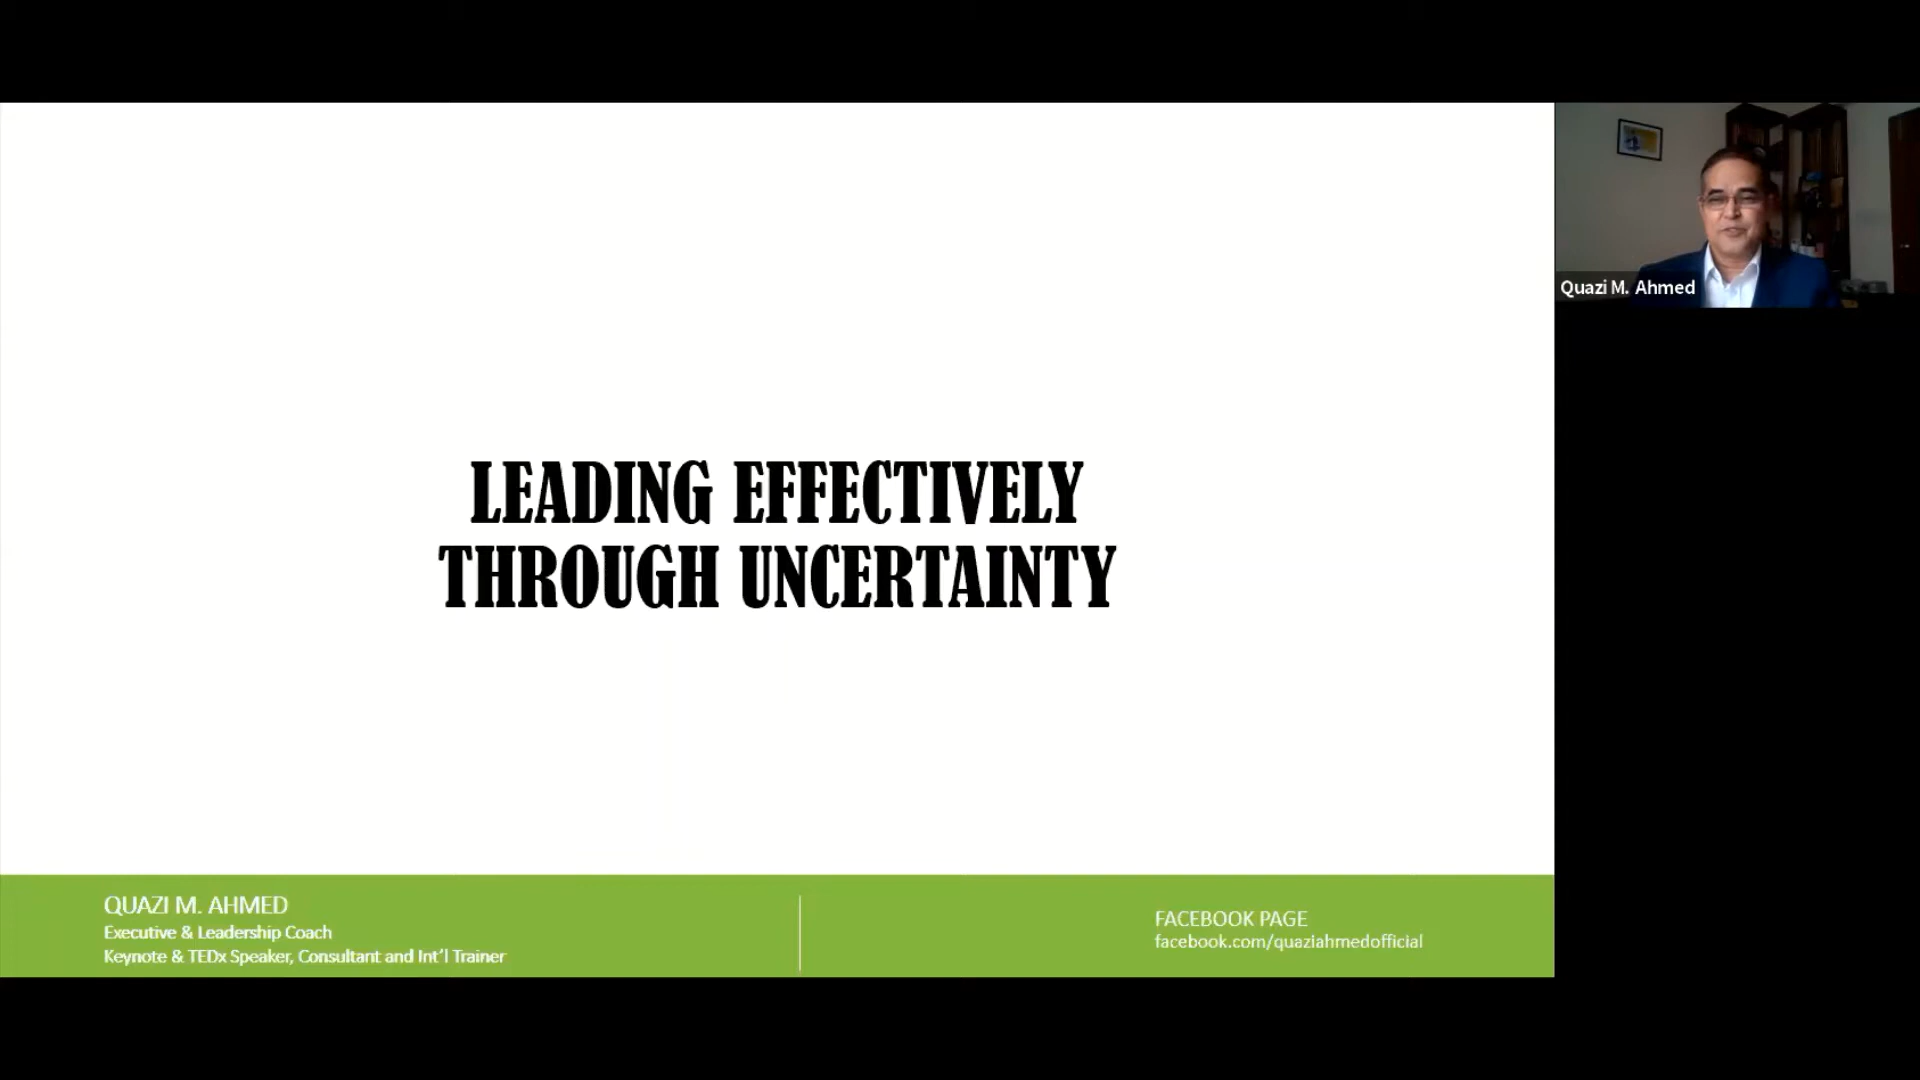 LEADING EFFECTIVELY
THROUGH UNCERTAINTY
Quazi M. Ahmed
QUAZI M. AHMED
Executive & Leadership Coach
Keynote & TEDx Speaker, Consultant and Int'l Trainer
FACEBOOK PAGE
facebook.com/quaziahmedofficial